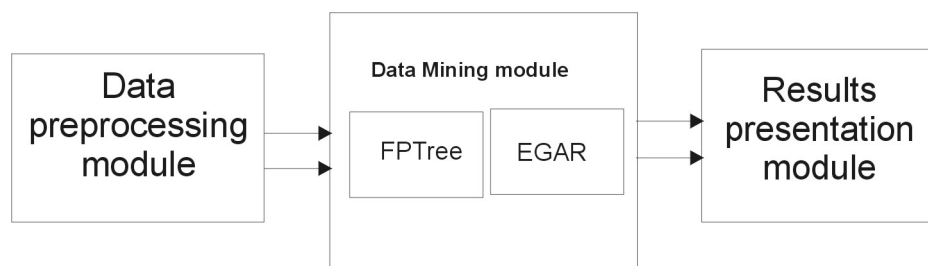 Data
preprocessing
module
Data Mining module
FPTree
EGAR
Results
presentation
module